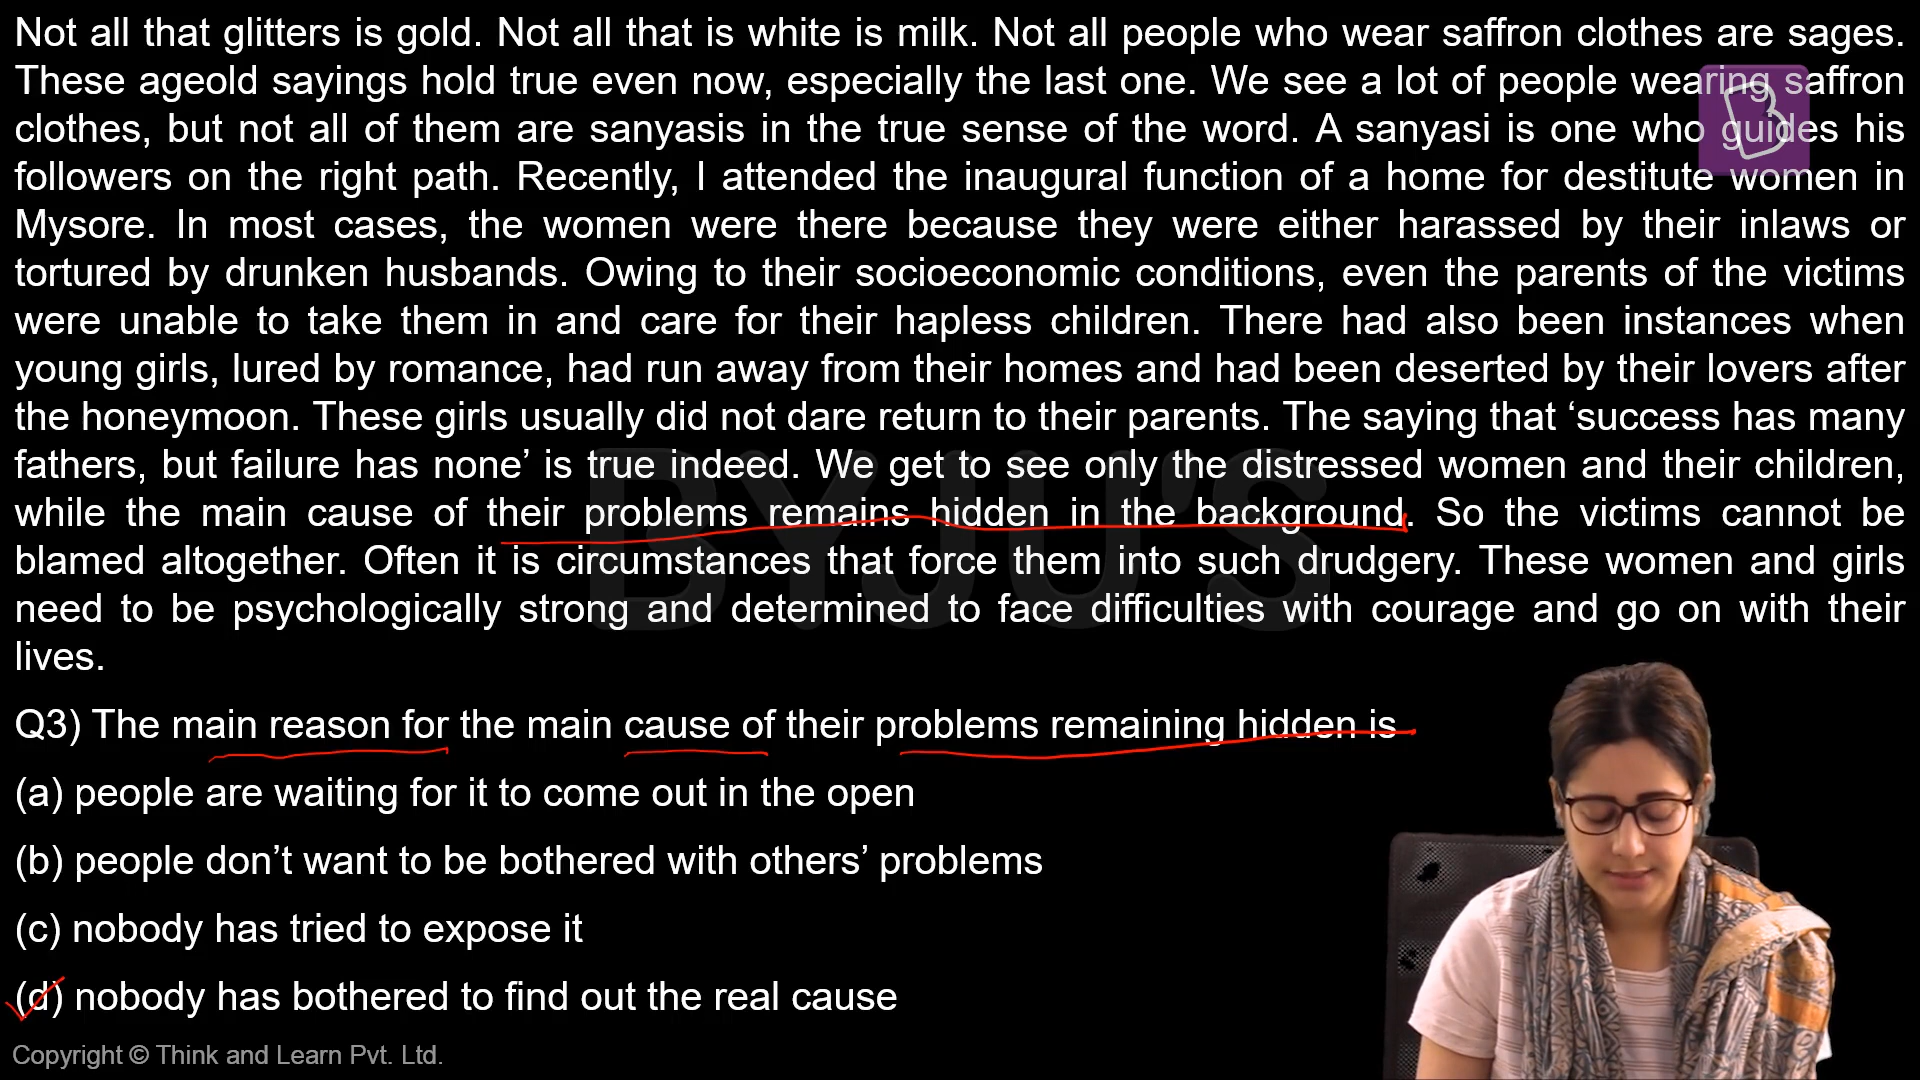 Not all that glitters is gold. Not all that is white is milk. Not all people who wear saffron clothes are sages.
These ageold sayings hold true even now, especially the last one. We see a lot of people wearing saffron
clothes, but not all of them are sanyasis in the true sense of the word. A sanyasi is one who guides his
followers on the right path. Recently, I attended the inaugural function of a home for destitute women in
Mysore. In most cases, the women were there because they were either harassed by their inlaws or
tortured by drunken husbands. Owing to their socioeconomic conditions, even the parents of the victims
were unable to take them in and care for their hapless children. There had also been instances when
young girls, lured by romance, had run away from their homes and had been deserted by their lovers after
the honeymoon. These girls usually did not dare return to their parents. The saying that ‘success has many
fathers, but failure has none’ is true indeed. We get to see only the distressed women and their children,
while the main cause of their problems remains hidden in the background. So the victims cannot be
blamed altogether. Often it is circumstances that force them into such drudgery. These women and girls
need to be psychologically strong and determined to face difficulties with courage and go on with their
lives.
BYJU'S
Q3) The main reason for the main cause of their problems remaining hidden is
(a) people are waiting for it to come out in the open
(b) people don’t want to be bothered with others’ problems
(c) nobody has tried to expose it
(d) nobody has bothered to find out the real cause
Copyright © Think and Learn Pvt. Ltd.